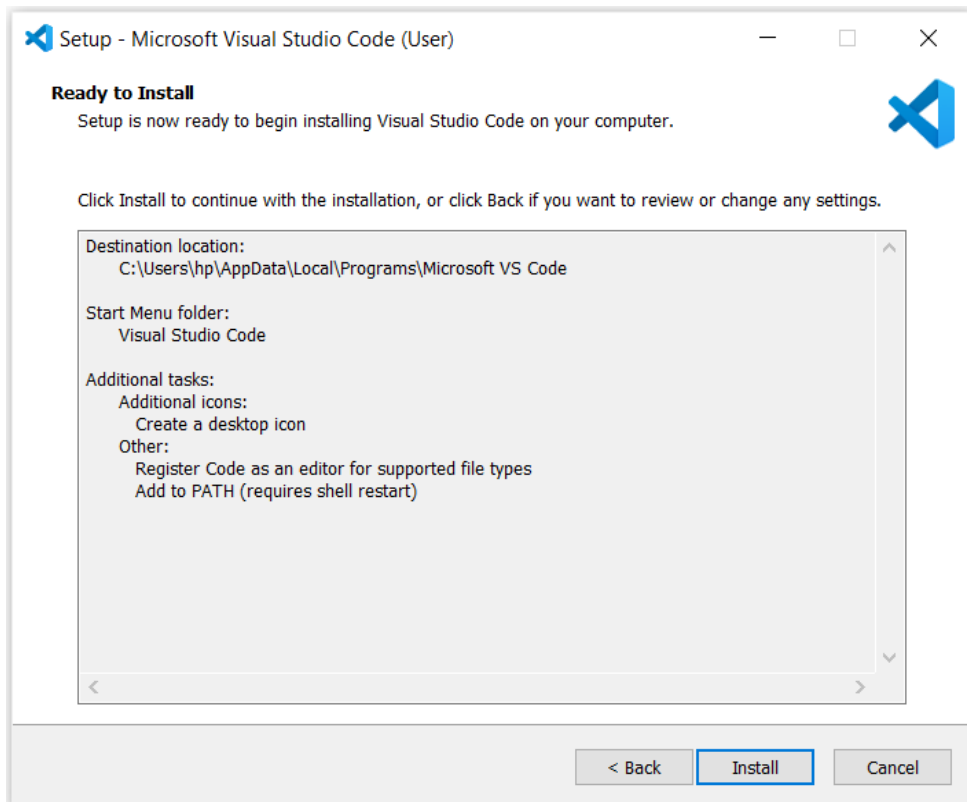 Setup - Microsoft Visual Studio Code (User)
Ready to Install
Setup is now ready to begin installing Visual Studio Code on your computer.
Click Install to continue with the installation, or click Back if you want to review or change any settings.
Destination location:
C:\Users\hp\AppData\Local\Programs\Microsoft VS Code
Start Menu folder:
Visual Studio Code
Additional tasks:
Additional icons:
Create a desktop icon
Other:
Register Code as an editor for supported file types
Add to PATH (requires shell restart)
< Back
Install
Cancel